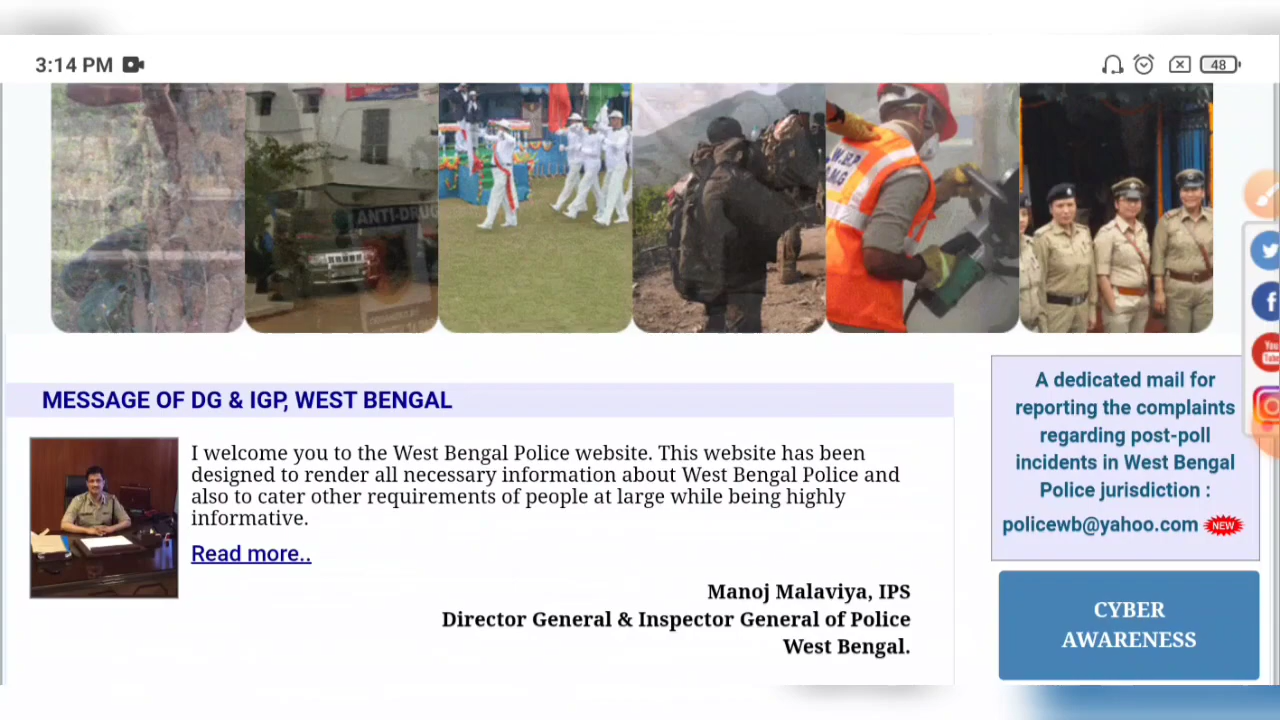 3:14 PM
48
ANTI-DRUG
MESSAGE OF DG & IGP, WEST BENGAL
I welcome you to the West Bengal Police website. This website has been
designed to render all necessary information about West Bengal Police and
also to cater other requirements of people at large while being highly
informative.
Read more..
Manoj Malaviya, IPS
Director General & Inspector General of Police
West Bengal.
A dedicated mail for
reporting the complaints
regarding post-poll
incidents in West Bengal
Police jurisdiction :
policewb@yahoo.com NEW
You
CYBER
AWARENESS